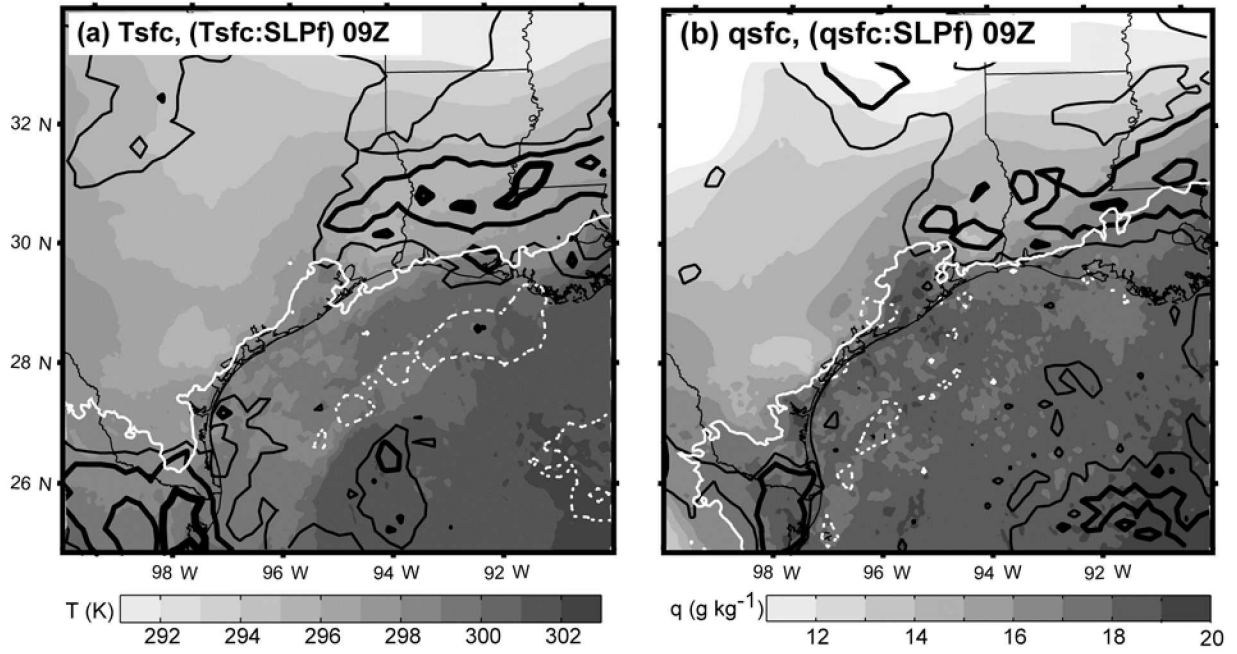 (a) Tsfc, (Tsfc:SLPf) 09Z
(b) qsfc, (qsfc:SLPf) 09Z
32 N
30 N
28 N
26 N
98 W 96 W 94 W 92 W
98 W 96 W 94 W 92 W
T (K)
292 294 296 298 300 302
q (g kg⁻¹)
12 14 16 18 20